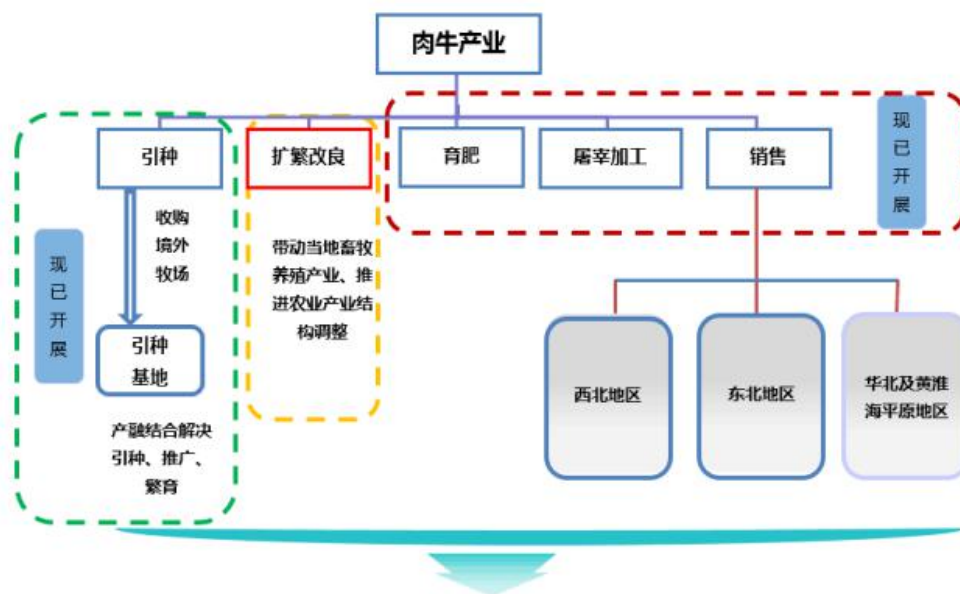 肉牛产业
引种
扩繁改良
育肥
屠宰加工
销售
现
已
开
展
收购
境外
牧场
现
已
开
展
引种
基地
产融结合解决
引种、推广、
繁育
带动当地畜牧
养殖产业、推
进农业产业结
构调整
西北地区
东北地区
华北及黄淮
海平原地区